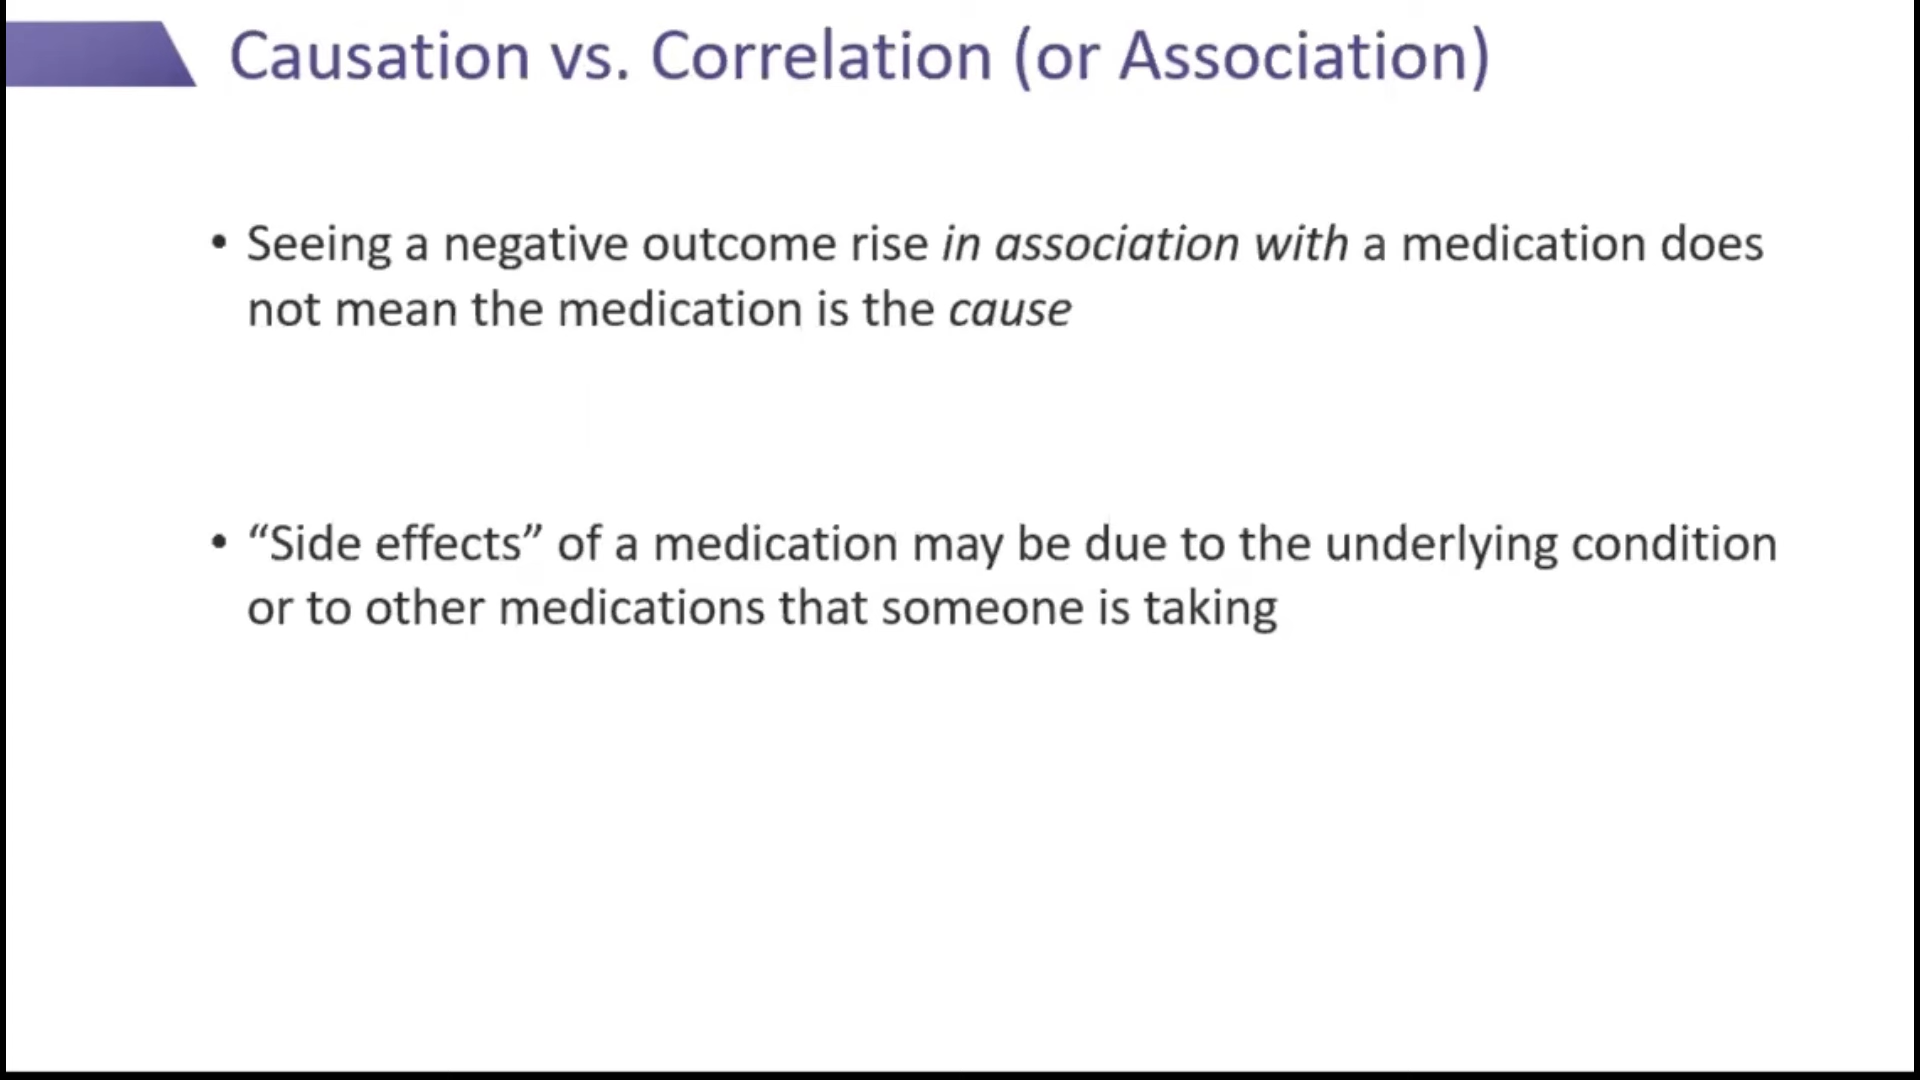 Causation vs. Correlation (or Association)
• Seeing a negative outcome rise in association with a medication does
not mean the medication is the cause
• “Side effects” of a medication may be due to the underlying condition
or to other medications that someone is taking